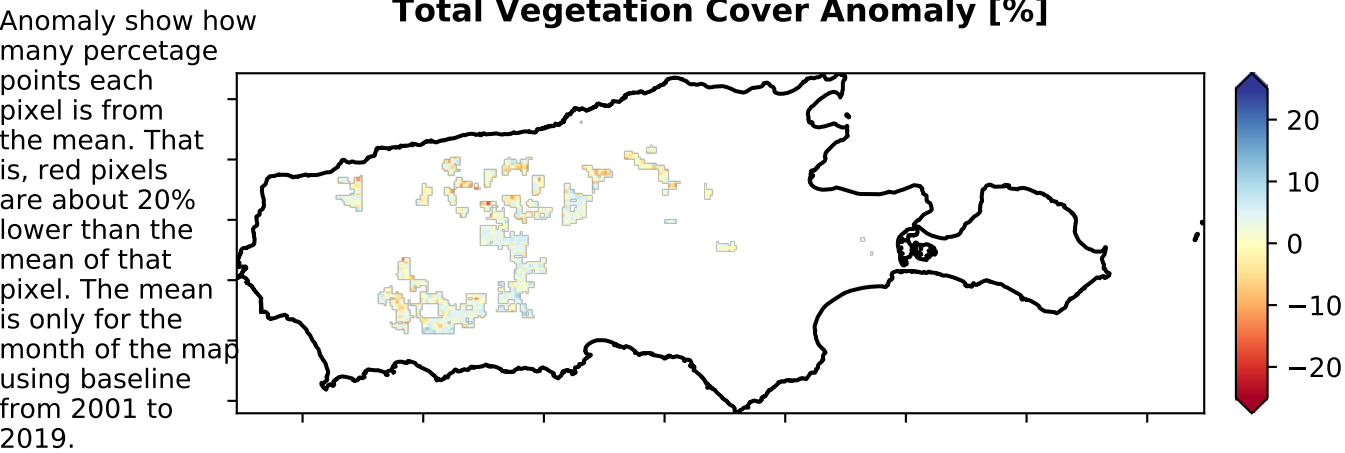 Total Vegetation Cover Anomaly [%]
Anomaly show how
many percetage
points each
pixel is from
the mean. That
is, red pixels
are about 20%
lower than the
mean of that
pixel. The mean
is only for the
month of the map
using baseline
from 2001 to
2019.
20
10
0
−10
−20